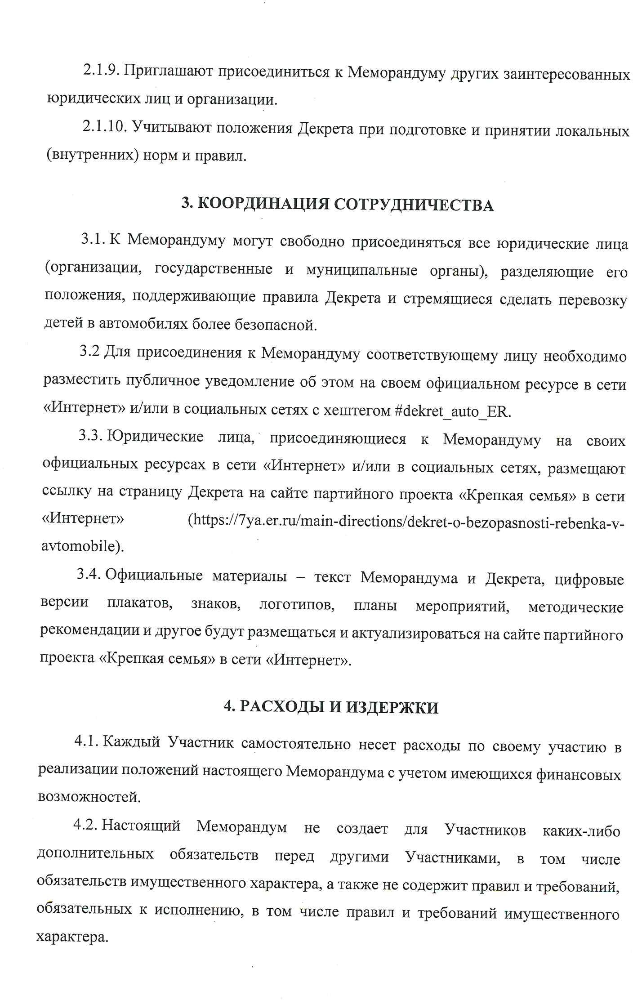 2.1.9. Приглашают присоединиться к Меморандуму других заинтересованных
юридических лиц и организации.
2.1.10. Учитывают положения Декрета при подготовке и принятии локальных
(внутренних) норм и правил.
3. КООРДИНАЦИЯ СОТРУДНИЧЕСТВА
3.1. К Меморандуму могут свободно присоединяться все юридические лица
(организации, государственные и муниципальные органы), разделяющие его
положения, поддерживающие правила Декрета и стремящиеся сделать перевозку
детей в автомобилях более безопасной.
3.2 Для присоединения к Меморандуму соответствующему лицу необходимо
разместить публичное уведомление об этом на своем официальном ресурсе в сети
«Интернет» и/или в социальных сетях с хештегом #dekret_auto_ER.
3.3. Юридические лица, присоединяющиеся к Меморандуму на своих
официальных ресурсах в сети «Интернет» и/или в социальных сетях, размещают
ссылку на страницу Декрета на сайте партийного проекта «Крепкая семья» в сети
«Интернет» (https://7ya.er.ru/main-directions/dekret-o-bezopasnosti-rebenka-v-
avtomobile).
3.4. Официальные материалы – текст Меморандума и Декрета, цифровые
версии плакатов, знаков, логотипов, планы мероприятий, методические
рекомендации и другое будут размещаться и актуализироваться на сайте партийного
проекта «Крепкая семья» в сети «Интернет».
4. РАСХОДЫ И ИЗДЕРЖКИ
4.1. Каждый Участник самостоятельно несет расходы по своему участию в
реализации положений настоящего Меморандума с учетом имеющихся финансовых
возможностей.
4.2. Настоящий Меморандум не создает для Участников каких-либо
дополнительных обязательств перед другими Участниками, в том числе
обязательств имущественного характера, а также не содержит правил и требований,
обязательных к исполнению, в том числе правил и требований имущественного
характера.